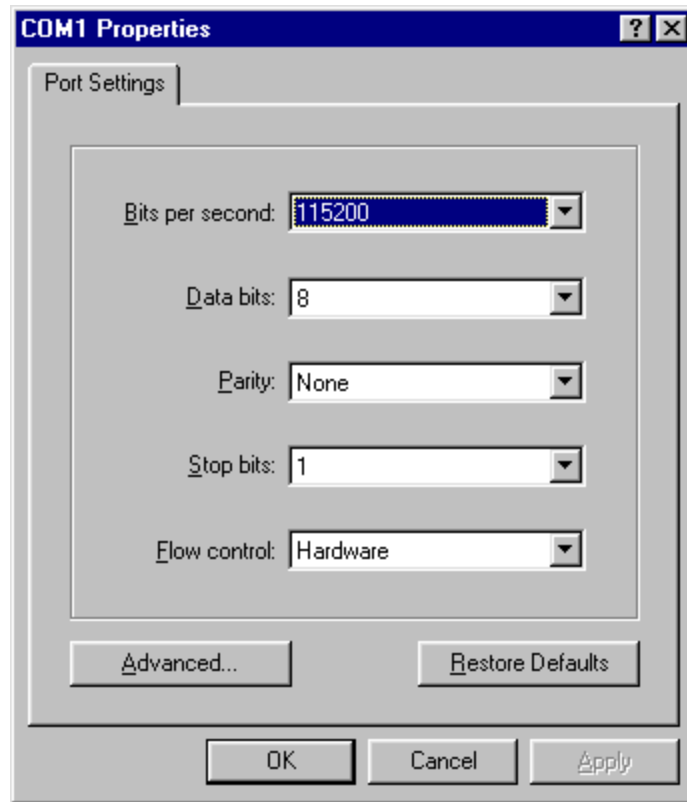 COM1 Properties
Port Settings
Bits per second: 115200
Data bits: 8
Parity: None
Stop bits: 1
Flow control: Hardware
Advanced... Restore Defaults
OK Cancel Apply